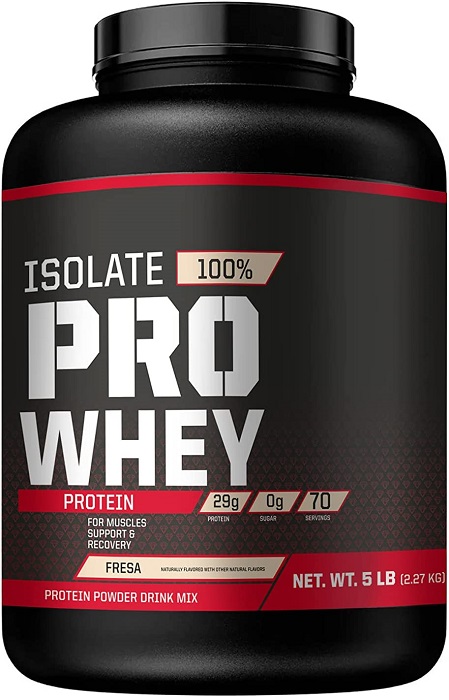 ISOLATE 100%
PRO
WHEY
PROTEIN
29g 0g 70
PROTEIN SUGAR SERVINGS
FOR MUSCLES
SUPPORT &
RECOVERY
FRESA NATURALLY FLAVORED WITH OTHER NATURAL FLAVORS
NET. WT. 5 LB (2.27 KG)
PROTEIN POWDER DRINK MIX